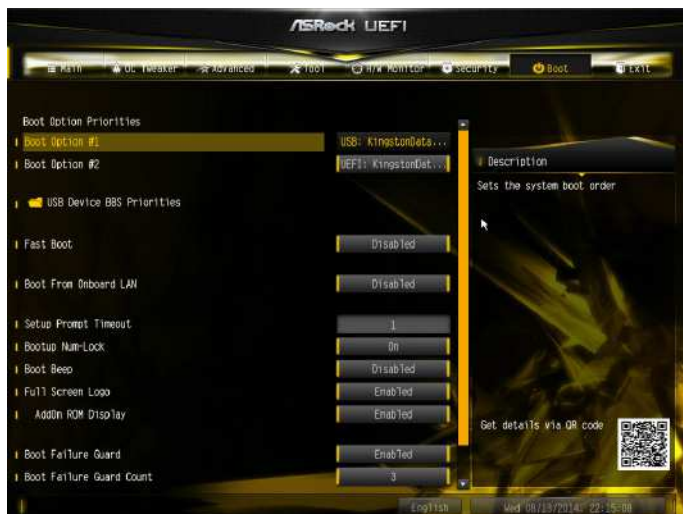 ASRock UEFI
Main OC Tweaker Advanced Tool H/W Monitor Security Boot Exit
Boot Option Priorities
Boot Option #1 USB: KingstonData...
Boot Option #2 UEFI: KingstonDat...
USB Device BBS Priorities
Fast Boot Disabled
Boot From Onboard LAN Disabled
Setup Prompt Timeout 1
Bootup Num-Lock On
Boot Beep Disabled
Full Screen Logo Enabled
AddOn ROM Display Enabled
Boot Failure Guard Enabled
Boot Failure Guard Count 3
Description
Sets the system boot order
Get details via QR code
English Wed 08/13/2014, 22:15:08